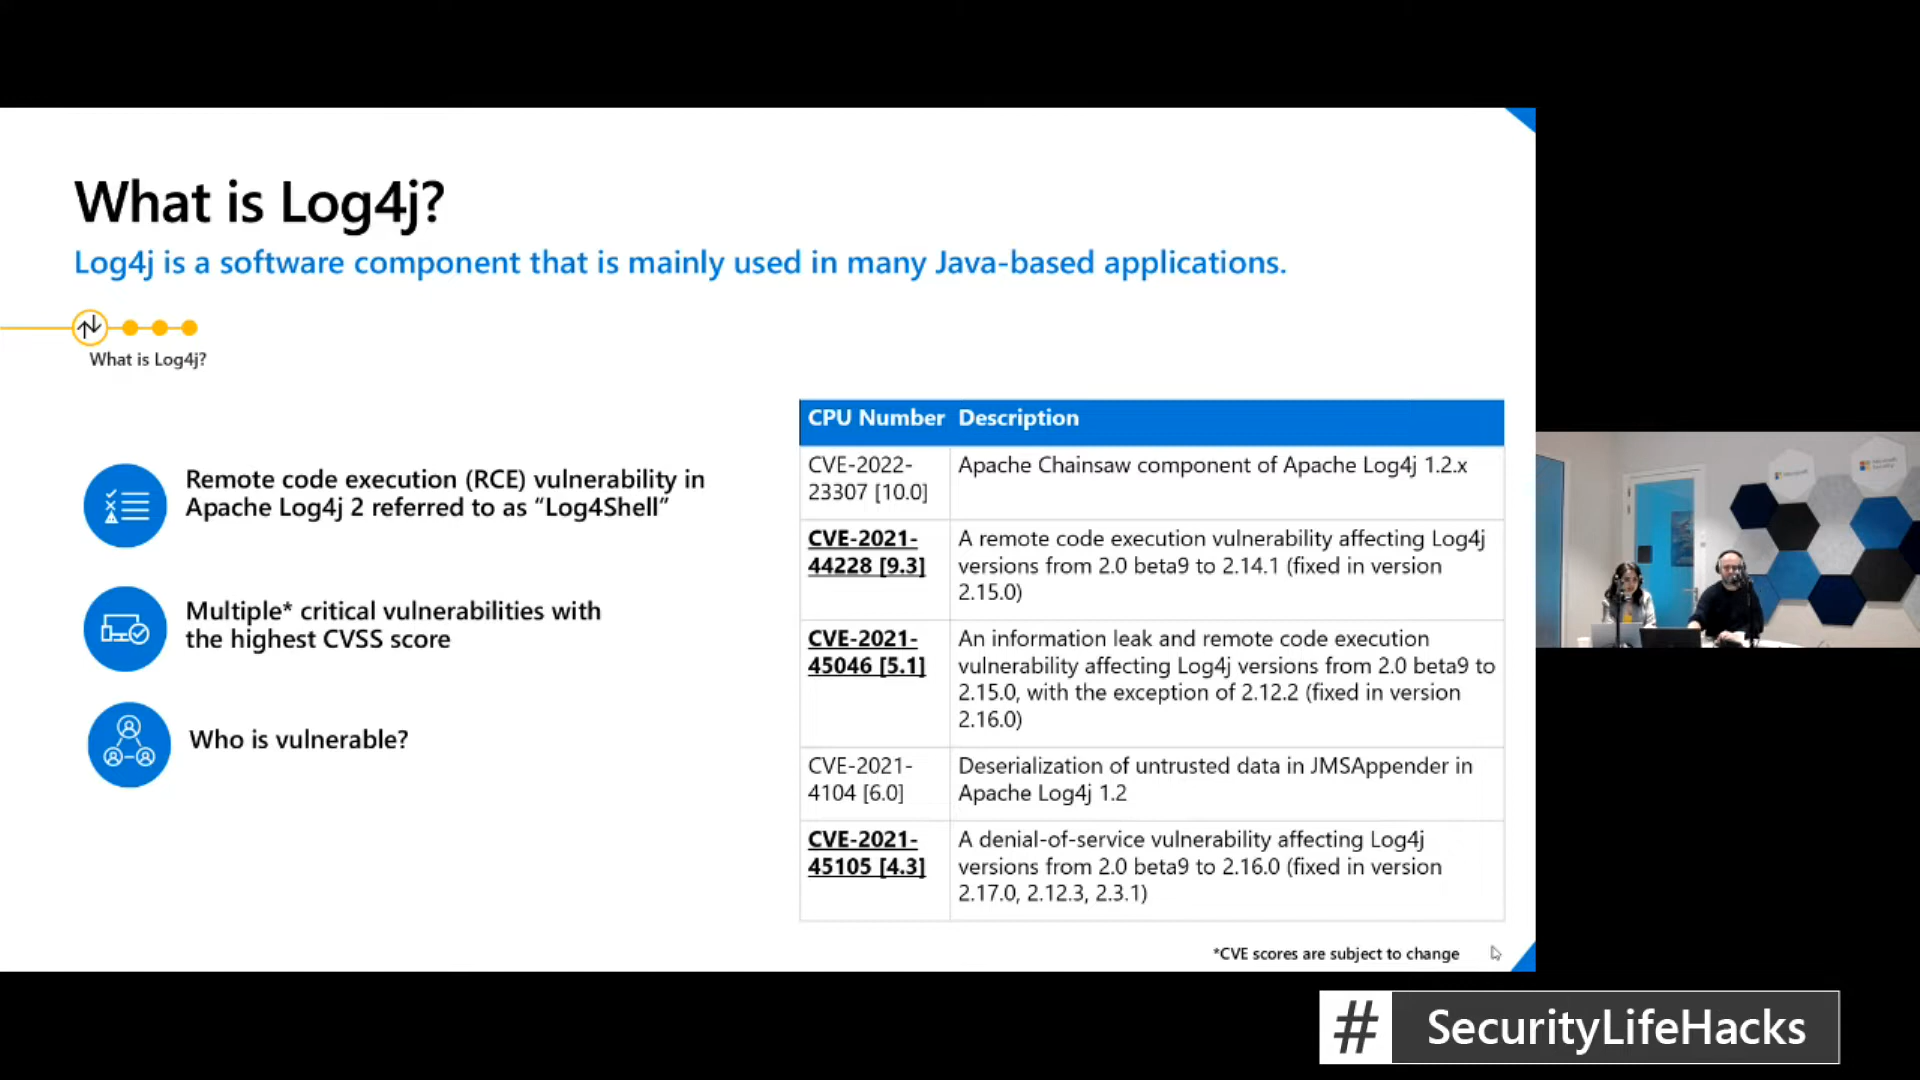 What is Log4j?
Log4j is a software component that is mainly used in many Java-based applications.
What is Log4j?
Remote code execution (RCE) vulnerability in
Apache Log4j 2 referred to as “Log4Shell”
Multiple* critical vulnerabilities with
the highest CVSS score
Who is vulnerable?
CPU Number Description
CVE-2022-
23307 [10.0]
Apache Chainsaw component of Apache Log4j 1.2.x
CVE-2021-
44228 [9.3]
A remote code execution vulnerability affecting Log4j
versions from 2.0 beta9 to 2.14.1 (fixed in version
2.15.0)
CVE-2021-
45046 [5.1]
An information leak and remote code execution
vulnerability affecting Log4j versions from 2.0 beta9 to
2.15.0, with the exception of 2.12.2 (fixed in version
2.16.0)
CVE-2021-
4104 [6.0]
Deserialization of untrusted data in JMSAppender in
Apache Log4j 1.2
CVE-2021-
45105 [4.3]
A denial-of-service vulnerability affecting Log4j
versions from 2.0 beta9 to 2.16.0 (fixed in version
2.17.0, 2.12.3, 2.3.1)
*CVE scores are subject to change
# SecurityLifeHacks